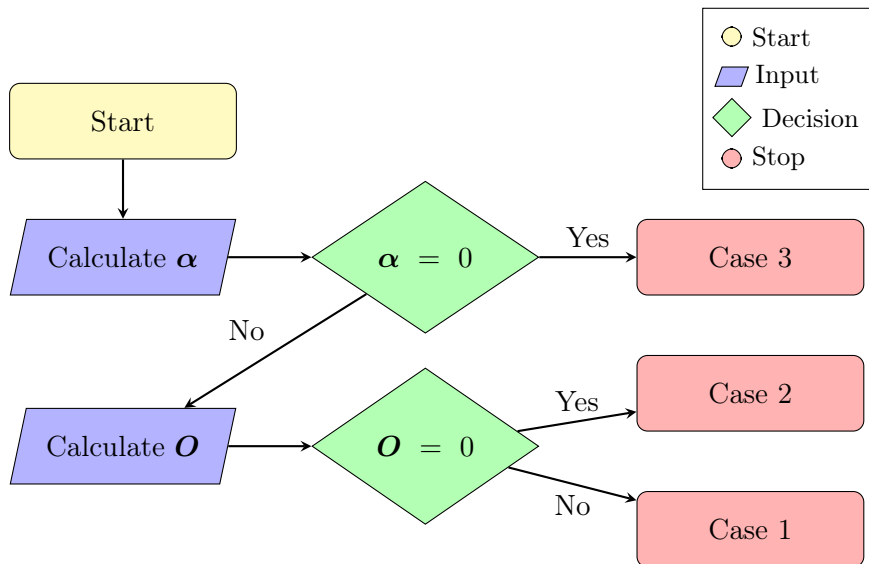 Start
Input
Decision
Stop
Start
Calculate α
α = 0
Yes
Case 3
No
Calculate O
O = 0
Yes
Case 2
No
Case 1